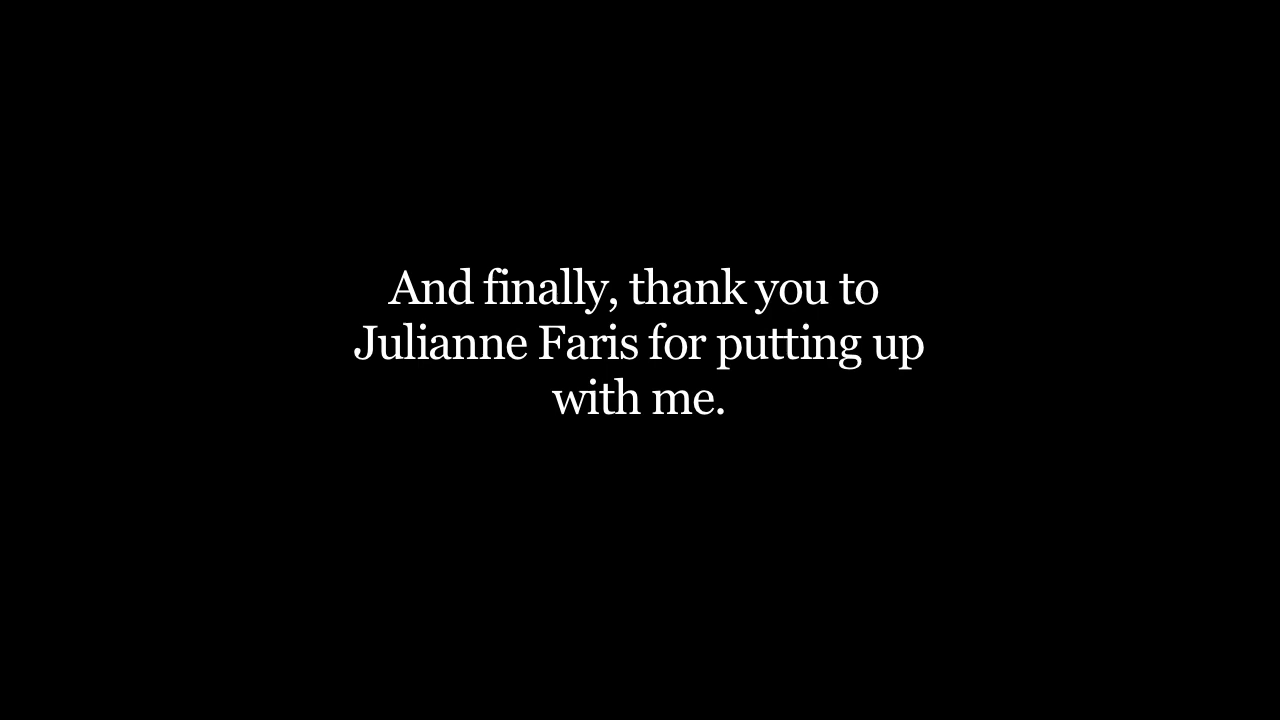 And finally, thank you to
Julianne Faris for putting up
with me.